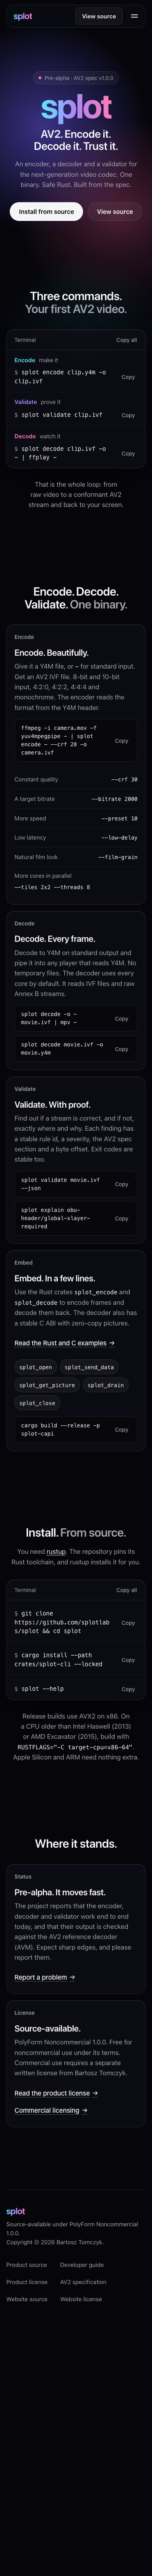 splot
View source
Pre-alpha · AV2 spec v1.0.0
splot
AV2. Encode it.
Decode it. Trust it.
An encoder, a decoder and a validator for
the next-generation video codec. One
binary. Safe Rust. Built from the spec.
Install from source
View source
Three commands.
Your first AV2 video.
Terminal
Copy all
Encode make it
$ splot encode clip.y4m -o
clip.ivf
Copy
Validate prove it
$ splot validate clip.ivf
Copy
Decode watch it
$ splot decode clip.ivf -o
- | ffplay -
Copy
That is the whole loop: from
raw video to a conformant AV2
stream and back to your screen.
Encode. Decode.
Validate. One binary.
Encode
Encode. Beautifully.
Give it a Y4M file, or - for standard input.
Get an AV2 IVF file. 8-bit and 10-bit
input, 4:2:0, 4:2:2, 4:4:4 and
monochrome. The encoder reads the
format from the Y4M header.
ffmpeg -i camera.mov -f
yuv4mpegpipe - | splot
encode - --crf 28 -o
camera.ivf
Copy
Constant quality
--crf 30
A target bitrate
--bitrate 2000
More speed
--preset 10
Low latency
--low-delay
Natural film look
--film-grain
More cores in parallel
--tiles 2x2 --threads 8
Decode
Decode. Every frame.
Decode to Y4M on standard output and
pipe it into any player that reads Y4M. No
temporary files. The decoder uses every
core by default. It reads IVF files and raw
Annex B streams.
splot decode -o -
movie.ivf | mpv -
Copy
splot decode movie.ivf -o
movie.y4m
Copy
Validate
Validate. With proof.
Find out if a stream is correct, and if not,
exactly where and why. Each finding has
a stable rule id, a severity, the AV2 spec
section and a byte offset. Exit codes are
stable too.
splot validate movie.ivf
--json
Copy
splot explain obu-
header/global-xlayer-
required
Copy
Embed
Embed. In a few lines.
Use the Rust crates splot_encode and
splot_decode to encode frames and
decode them back. The decoder also has
a stable C ABI with zero-copy pictures.
Read the Rust and C examples →
splot_open
splot_send_data
splot_get_picture
splot_drain
splot_close
cargo build --release -p
splot-capi
Copy
Install. From source.
You need rustup. The repository pins its
Rust toolchain, and rustup installs it for you.
Terminal
Copy all
$ git clone
https://github.com/splotlab
s/splot && cd splot
Copy
$ cargo install --path
crates/splot-cli --locked
Copy
$ splot --help
Copy
Release builds use AVX2 on x86. On
a CPU older than Intel Haswell (2013)
or AMD Excavator (2015), build with
RUSTFLAGS="-C target-cpu=x86-64".
Apple Silicon and ARM need nothing extra.
Where it stands.
Status
Pre-alpha. It moves fast.
The project reports that the encoder,
decoder and validator work end to end
today, and that their output is checked
against the AV2 reference decoder
(AVM). Expect sharp edges, and please
report them.
Report a problem →
License
Source-available.
PolyForm Noncommercial 1.0.0. Free for
noncommercial use under its terms.
Commercial use requires a separate
written license from Bartosz Tomczyk.
Read the product license →
Commercial licensing →
splot
Source-available under PolyForm Noncommercial
1.0.0.
Copyright © 2026 Bartosz Tomczyk.
Product source
Developer guide
Product license
AV2 specification
Website source
Website license